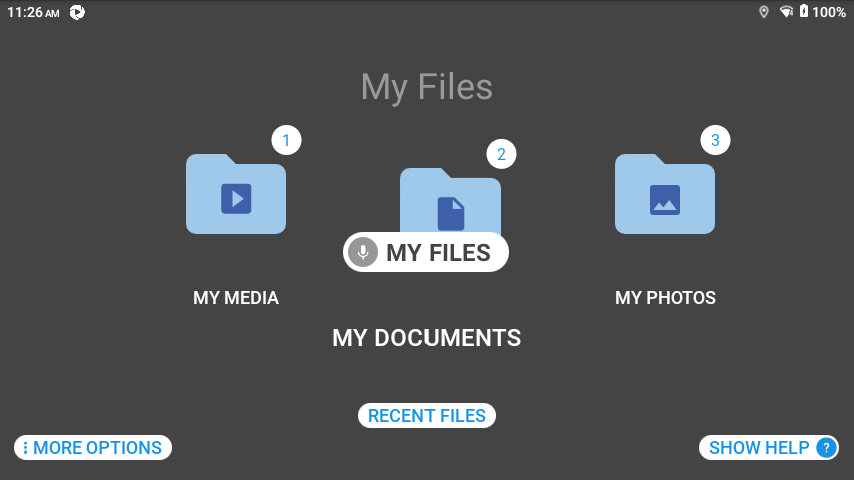 11:26 AM
100%
My Files
1
2
3
MY FILES
MY MEDIA
MY PHOTOS
MY DOCUMENTS
RECENT FILES
MORE OPTIONS
SHOW HELP ?